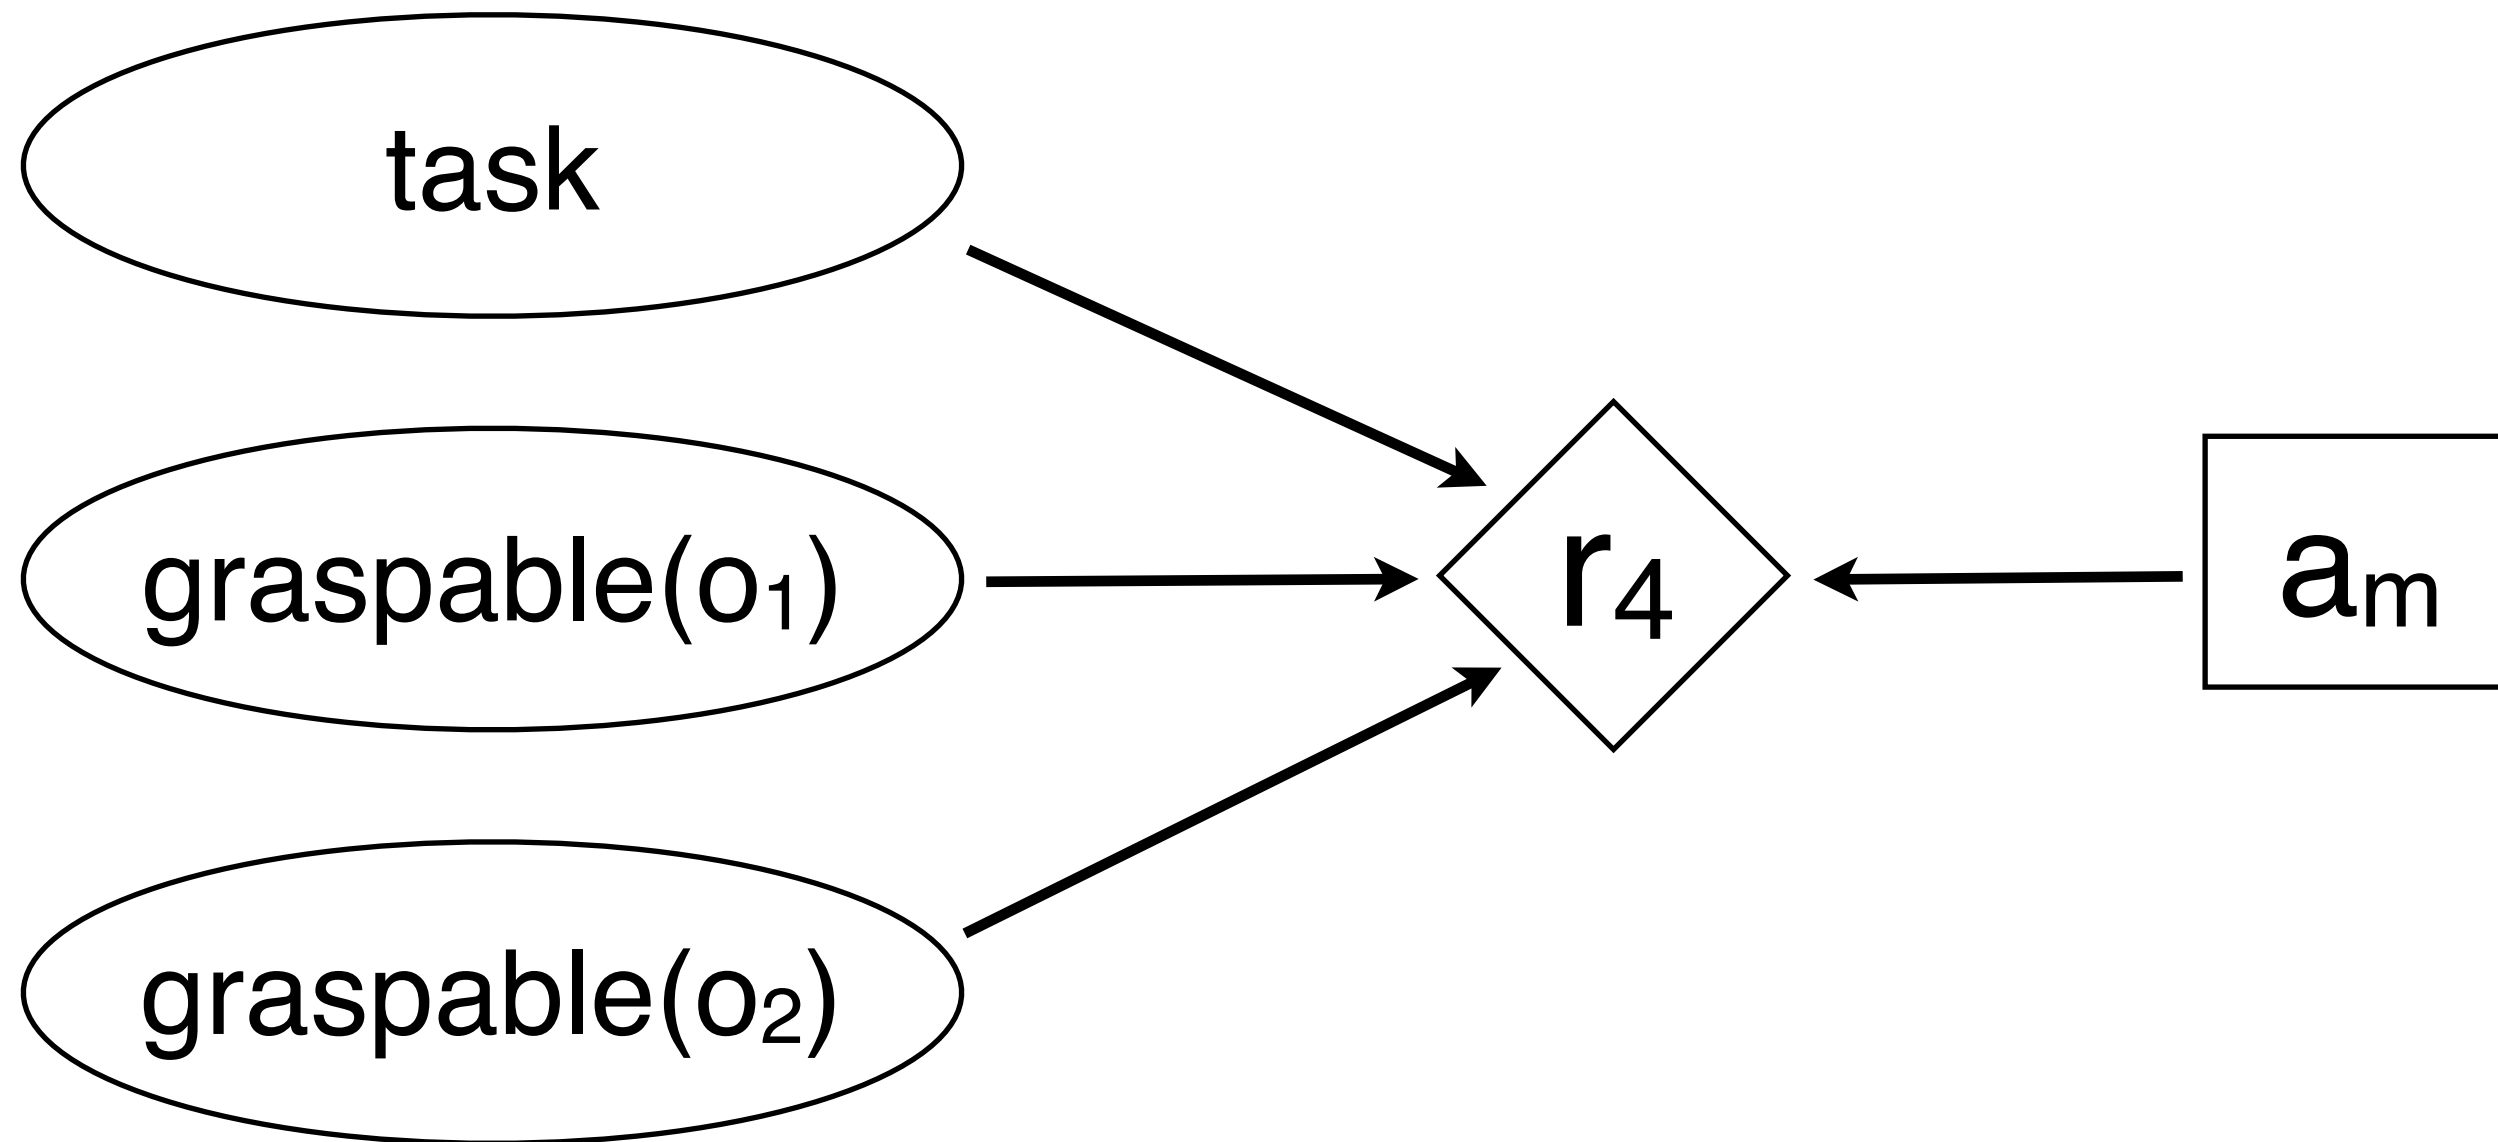 task
graspable(o₁)
r₄
aₘ
graspable(o₂)